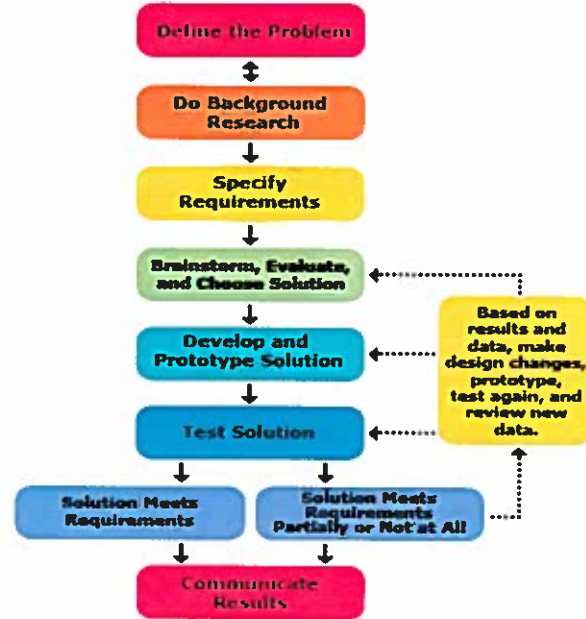 Define the Problem
Do Background
Research
Specify
Requirements
Brainstorm, Evaluate,
and Choose Solution
Develop and
Prototype Solution
Based on
results and
data, make
design changes,
prototype,
test again, and
review new
data.
Test Solution
Solution Meets
Requirements
Solution Meets
Requirements
Partially or Not at All
Communicate
Results